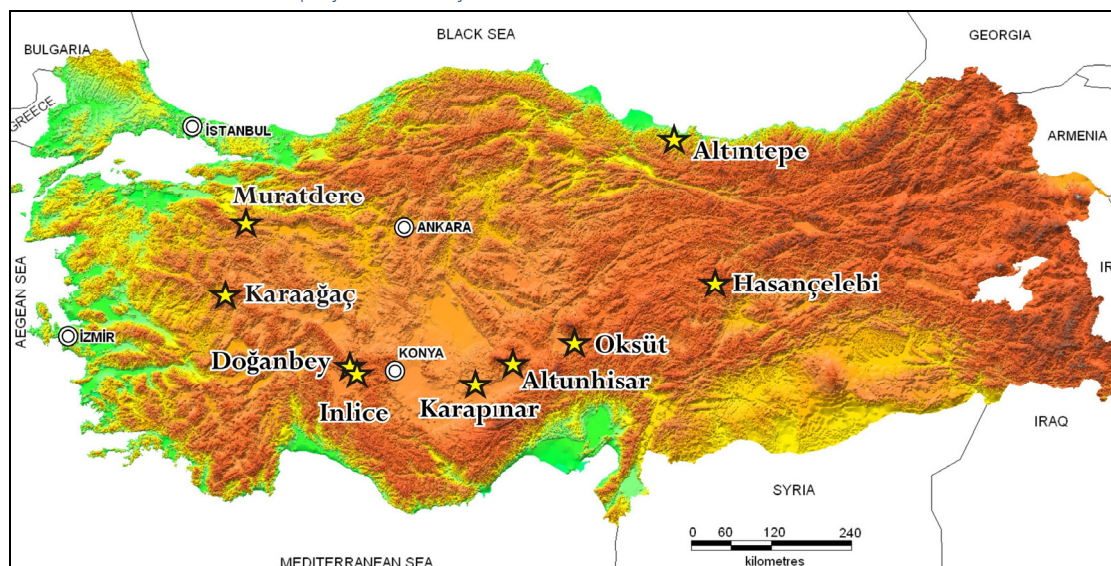 BLACK SEA
GEORGIA
BULGARIA
GREECE
İSTANBUL
ARMENIA
Altıntepe
Muratdere
ANKARA
AEGEAN SEA
Hasançelebi
Karaağaç
İZMİR
Oksüt
KONYA
Doğanbey
Altunhisar
Inlice
Karapınar
IRAQ
SYRIA
0 60 120 240
kilometres
MEDITERRANEAN SEA